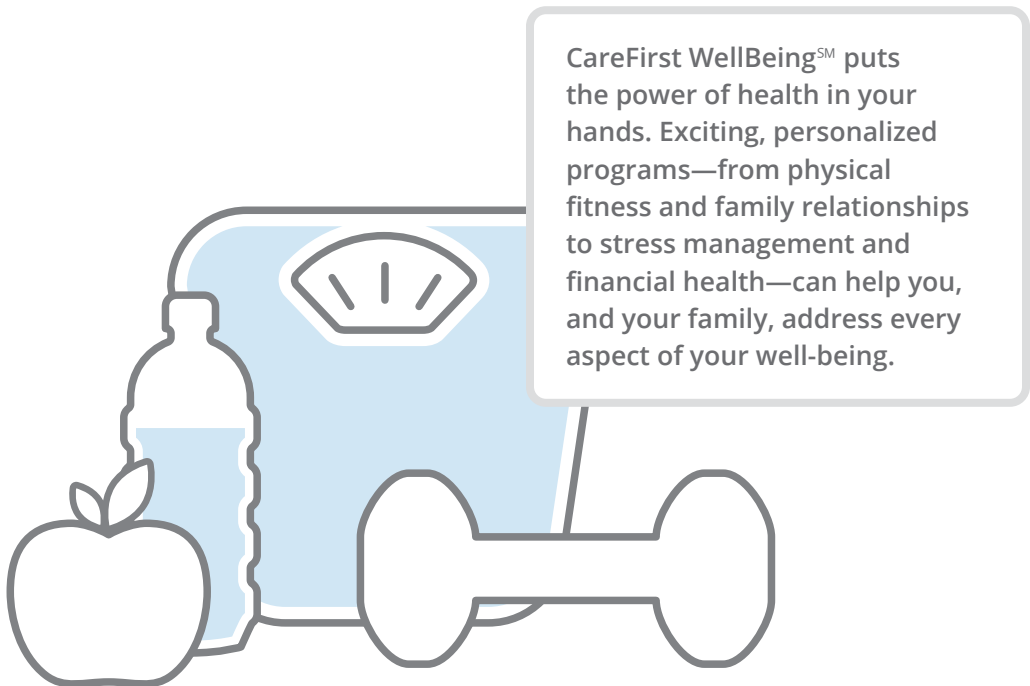 CareFirst WellBeing℠ puts
the power of health in your
hands. Exciting, personalized
programs—from physical
fitness and family relationships
to stress management and
financial health—can help you,
and your family, address every
aspect of your well-being.